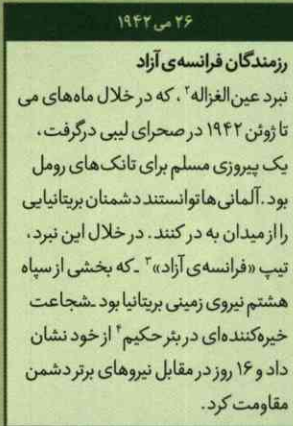 ۲۶ می ۱۹۴۲
رزمندگان فرانسه‌ی آزاد
نبرد عین‌الغزاله۲، که در خلال ماه‌های می
تا ژوئن ۱۹۴۲ در صحرای لیبی درگرفت،
یک پیروزی مسلم برای تانک‌های رومل
بود. آلمانی‌ها توانستند دشمنان بریتانیایی
را از میدان به در کنند. در خلال این نبرد،
تیپ «فرانسه‌ی آزاد»۳ ـ که بخشی از سپاه
هشتم نیروی زمینی بریتانیا بود ـ شجاعت
خیره‌کننده‌ای در بئر حکیم۴ از خود نشان
داد و ۱۶ روز در مقابل نیروهای برتر دشمن
مقاومت کرد.